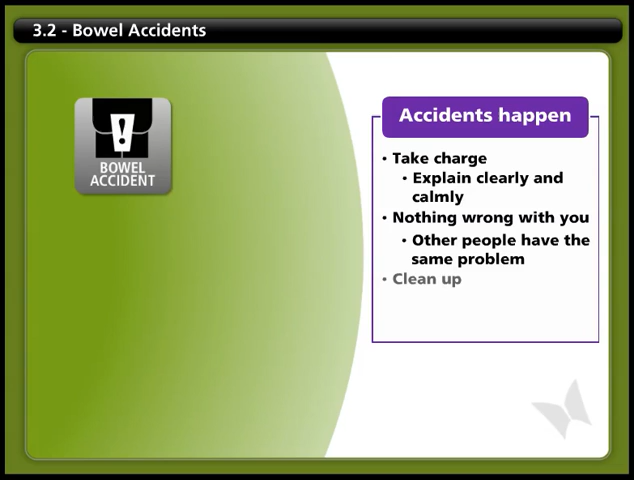 3.2 - Bowel Accidents
BOWEL
ACCIDENT
Accidents happen
• Take charge
• Explain clearly and
calmly
• Nothing wrong with you
• Other people have the
same problem
• Clean up